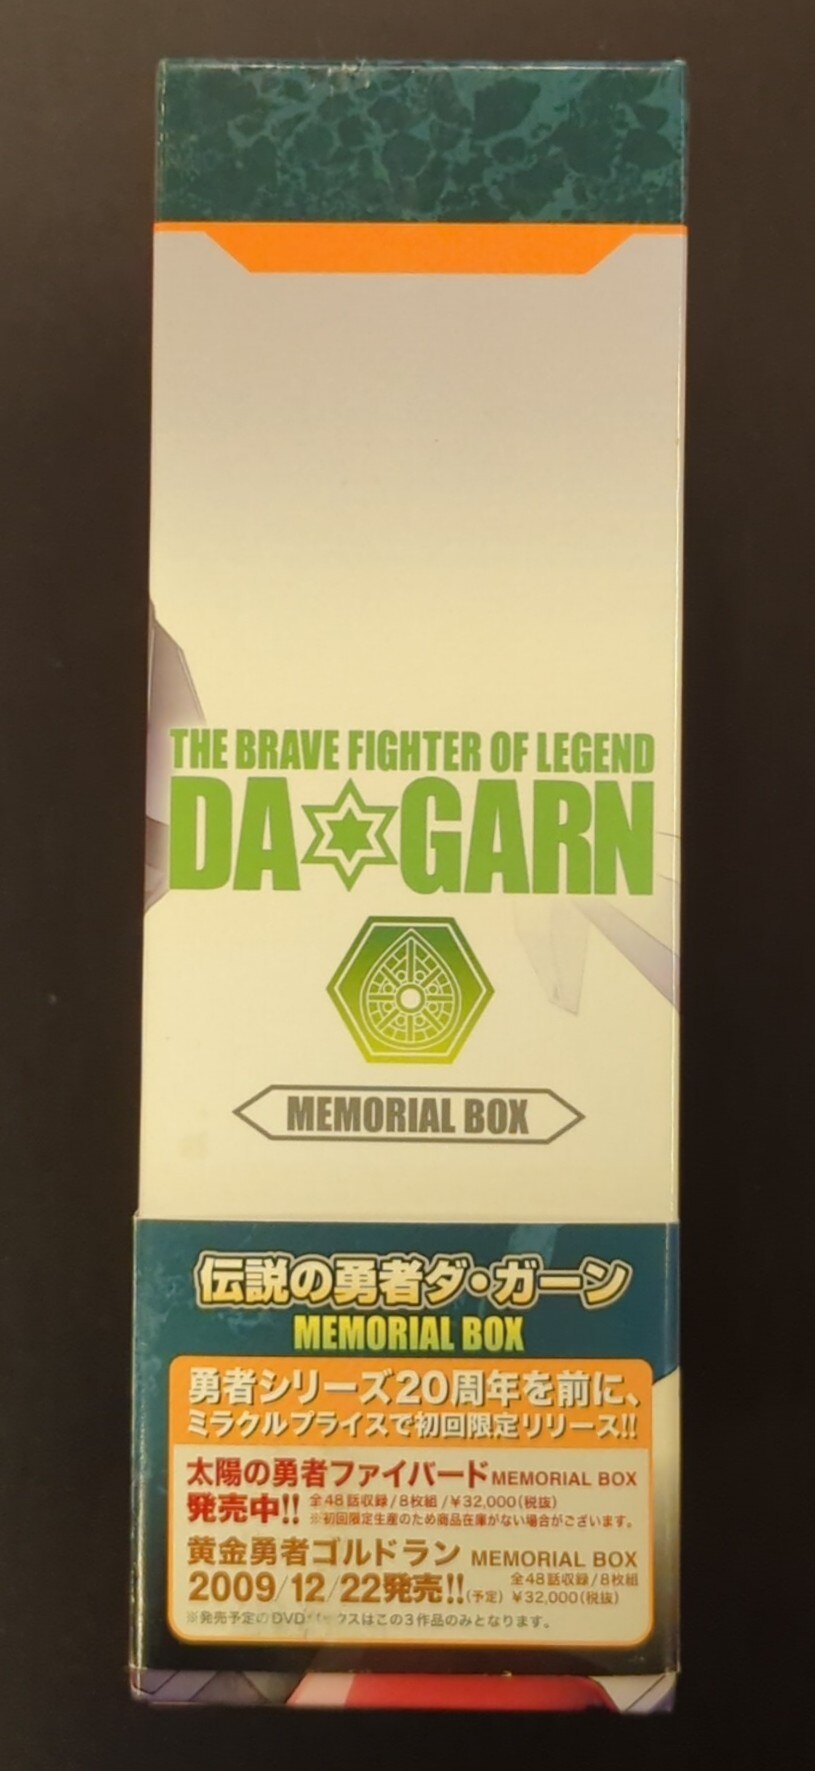 THE BRAVE FIGHTER OF LEGEND
DA☆GARN
MEMORIAL BOX
伝説の勇者ダ・ガーン
MEMORIAL BOX
勇者シリーズ20周年を前に、
ミラクルプライスで初回限定リリース!!
太陽の勇者ファイバード MEMORIAL BOX
発売中!! 全48話収録/8枚組/¥32,000(税抜)
※初回限定生産のため商品在庫がない場合がございます。
黄金勇者ゴルドラン MEMORIAL BOX
2009/12/22発売!!(予定) 全48話収録/8枚組
¥32,000(税抜)
※発売予定のDVDボックスはこの3作品のみとなります。